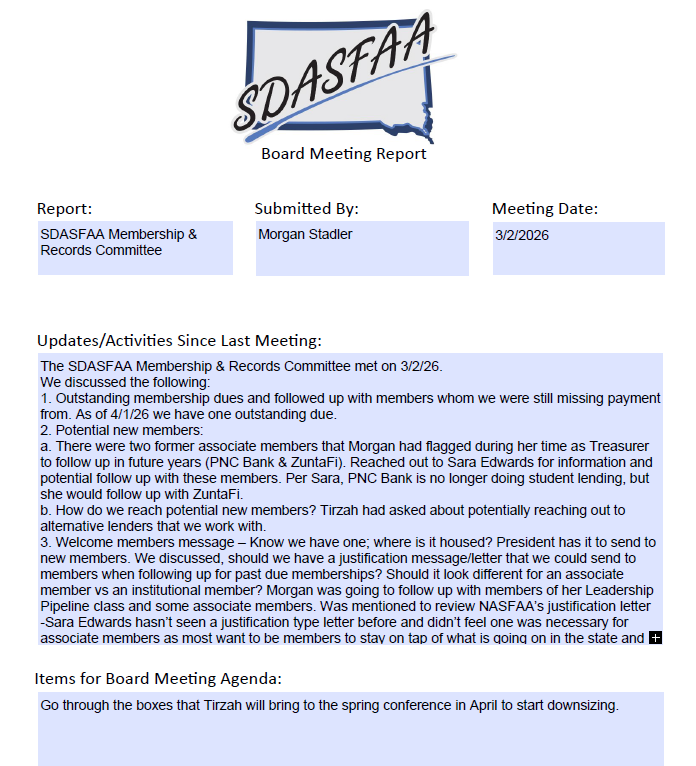 SDASFAA
Board Meeting Report
Report:
SDASFAA Membership &
Records Committee
Submitted By:
Morgan Stadler
Meeting Date:
3/2/2026
Updates/Activities Since Last Meeting:
The SDASFAA Membership & Records Committee met on 3/2/26.
We discussed the following:
1. Outstanding membership dues and followed up with members whom we were still missing payment
from. As of 4/1/26 we have one outstanding due.
2. Potential new members:
a. There were two former associate members that Morgan had flagged during her time as Treasurer
to follow up in future years (PNC Bank & ZuntaFi). Reached out to Sara Edwards for information and
potential follow up with these members. Per Sara, PNC Bank is no longer doing student lending, but
she would follow up with ZuntaFi.
b. How do we reach potential new members? Tirzah had asked about potentially reaching out to
alternative lenders that we work with.
3. Welcome members message – Know we have one; where is it housed? President has it to send to
new members. We discussed, should we have a justification message/letter that we could send to
members when following up for past due memberships? Should it look different for an associate
member vs an institutional member? Morgan was going to follow up with members of her Leadership
Pipeline class and some associate members. Was mentioned to review NASFAA's justification letter
-Sara Edwards hasn't seen a justification type letter before and didn't feel one was necessary for
associate members as most want to be members to stay on tap of what is going on in the state and
Items for Board Meeting Agenda:
Go through the boxes that Tirzah will bring to the spring conference in April to start downsizing.